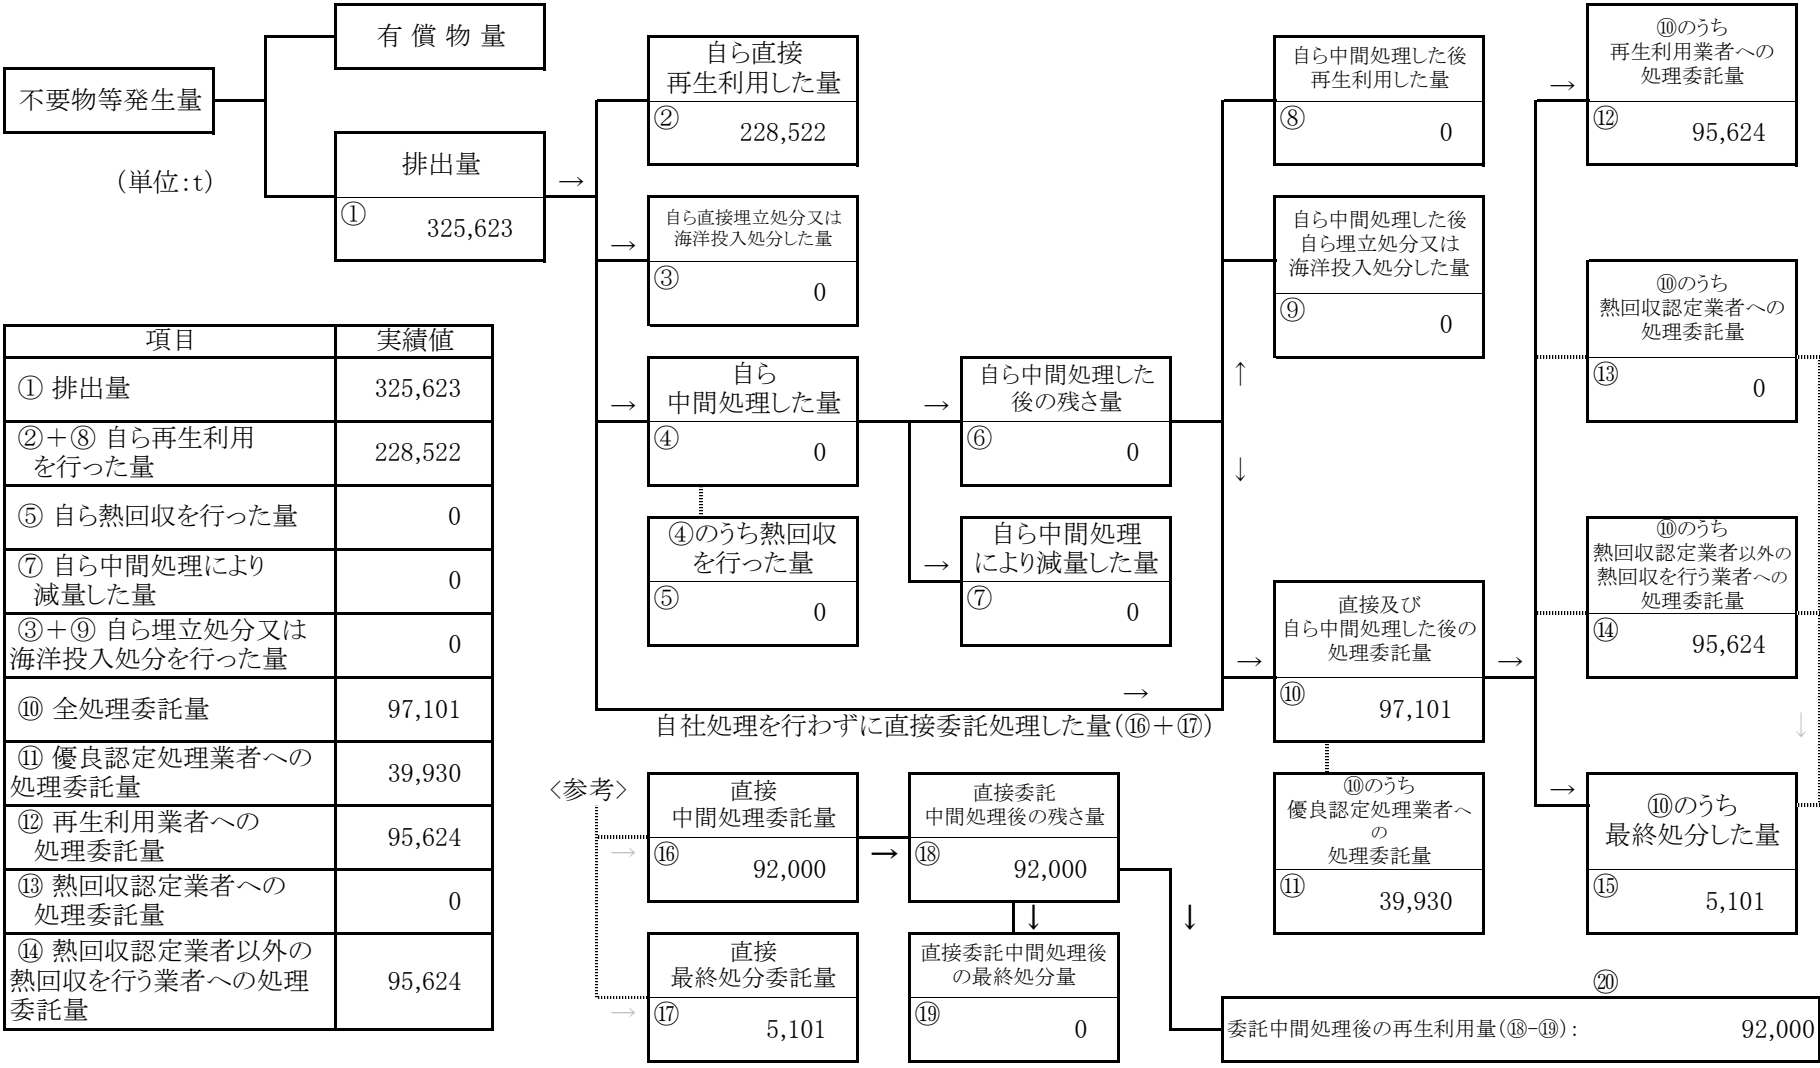 不要物等発生量
(単位:t)
有 償 物 量
排出量
①
325,623
→
自ら直接
再生利用した量
②
228,522
→
自ら直接埋立処分又は
海洋投入処分した量
③
0
→
自ら
中間処理した量
④
0
④のうち熱回収
を行った量
⑤
0
→
自ら中間処理した
後の残さ量
⑥
0
→
自ら中間処理
により減量した量
⑦
0
→
自社処理を行わずに直接委託処理した量(⑯+⑰)
自ら中間処理した後
再生利用した量
⑧
0
自ら中間処理した後
自ら埋立処分又は
海洋投入処分した量
⑨
0
↑
↓
→
直接及び
自ら中間処理した後の
処理委託量
⑩
97,101
→
⑩のうち
優良認定処理業者へ
の
処理委託量
⑪
39,930
→
⑩のうち
再生利用業者への
処理委託量
⑫
95,624
⑩のうち
熱回収認定業者への
処理委託量
⑬
0
⑩のうち
熱回収認定業者以外の
熱回収を行う業者への
処理委託量
⑭
95,624
↓
→
⑩のうち
最終処分した量
⑮
5,101
項目 実績値
① 排出量 325,623
②+⑧ 自ら再生利用
を行った量 228,522
⑤ 自ら熱回収を行った量 0
⑦ 自ら中間処理により
減量した量 0
③+⑨ 自ら埋立処分又は
海洋投入処分を行った量 0
⑩ 全処理委託量 97,101
⑪ 優良認定処理業者への
処理委託量 39,930
⑫ 再生利用業者への
処理委託量 95,624
⑬ 熱回収認定業者への
処理委託量 0
⑭ 熱回収認定業者以外の
熱回収を行う業者への処理
委託量 95,624
〈参考〉
→
直接
中間処理委託量
⑯
92,000
→
直接委託
中間処理後の残さ量
⑱
92,000
→
直接
最終処分委託量
⑰
5,101
↓
直接委託中間処理後
の最終処分量
⑲
0
↓
⑳
委託中間処理後の再生利用量(⑱-⑲): 92,000